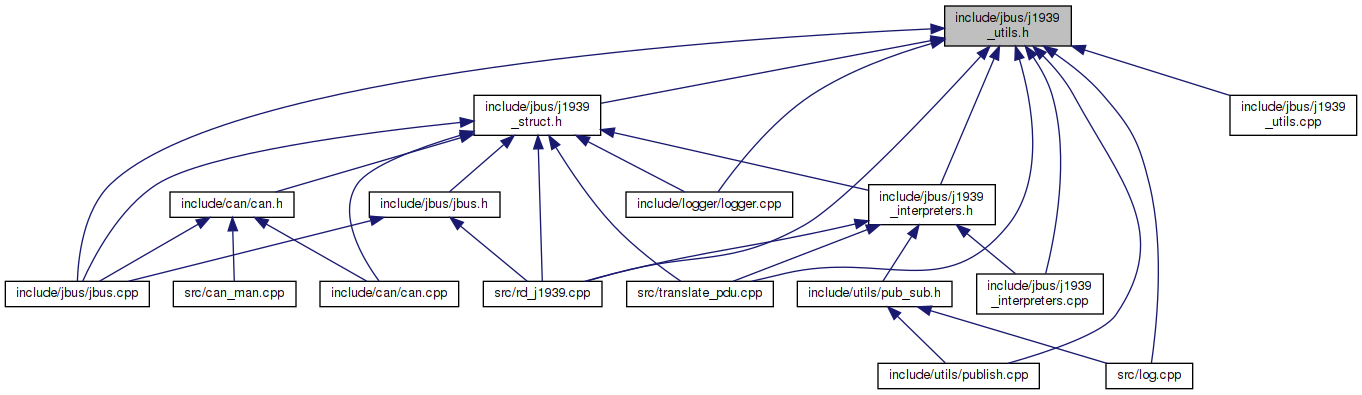 include/jbus/j1939
_utils.h
include/jbus/j1939
_struct.h
include/jbus/j1939
_utils.cpp
include/can/can.h
include/jbus/jbus.h
include/logger/logger.cpp
include/jbus/j1939
_interpreters.h
include/jbus/jbus.cpp
src/can_man.cpp
include/can/can.cpp
src/rd_j1939.cpp
src/translate_pdu.cpp
include/utils/pub_sub.h
include/jbus/j1939
_interpreters.cpp
include/utils/publish.cpp
src/log.cpp